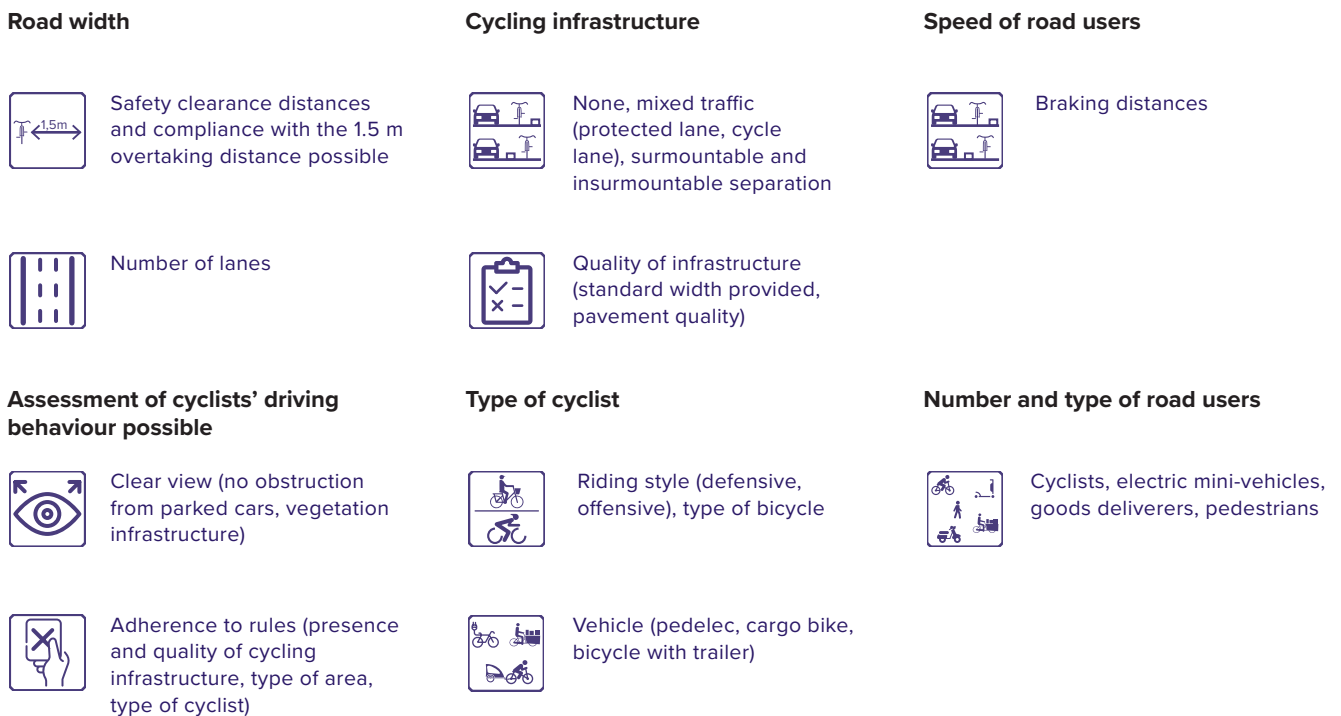 Road width
1,5m
Safety clearance distances
and compliance with the 1.5 m
overtaking distance possible
Number of lanes
Cycling infrastructure
None, mixed traffic
(protected lane, cycle
lane), surmountable and
insurmountable separation
Quality of infrastructure
(standard width provided,
pavement quality)
Speed of road users
Braking distances
Assessment of cyclists’ driving
behaviour possible
Clear view (no obstruction
from parked cars, vegetation
infrastructure)
Adherence to rules (presence
and quality of cycling
infrastructure, type of area,
type of cyclist)
Type of cyclist
Riding style (defensive,
offensive), type of bicycle
Vehicle (pedelec, cargo bike,
bicycle with trailer)
Number and type of road users
Cyclists, electric mini-vehicles,
goods deliverers, pedestrians